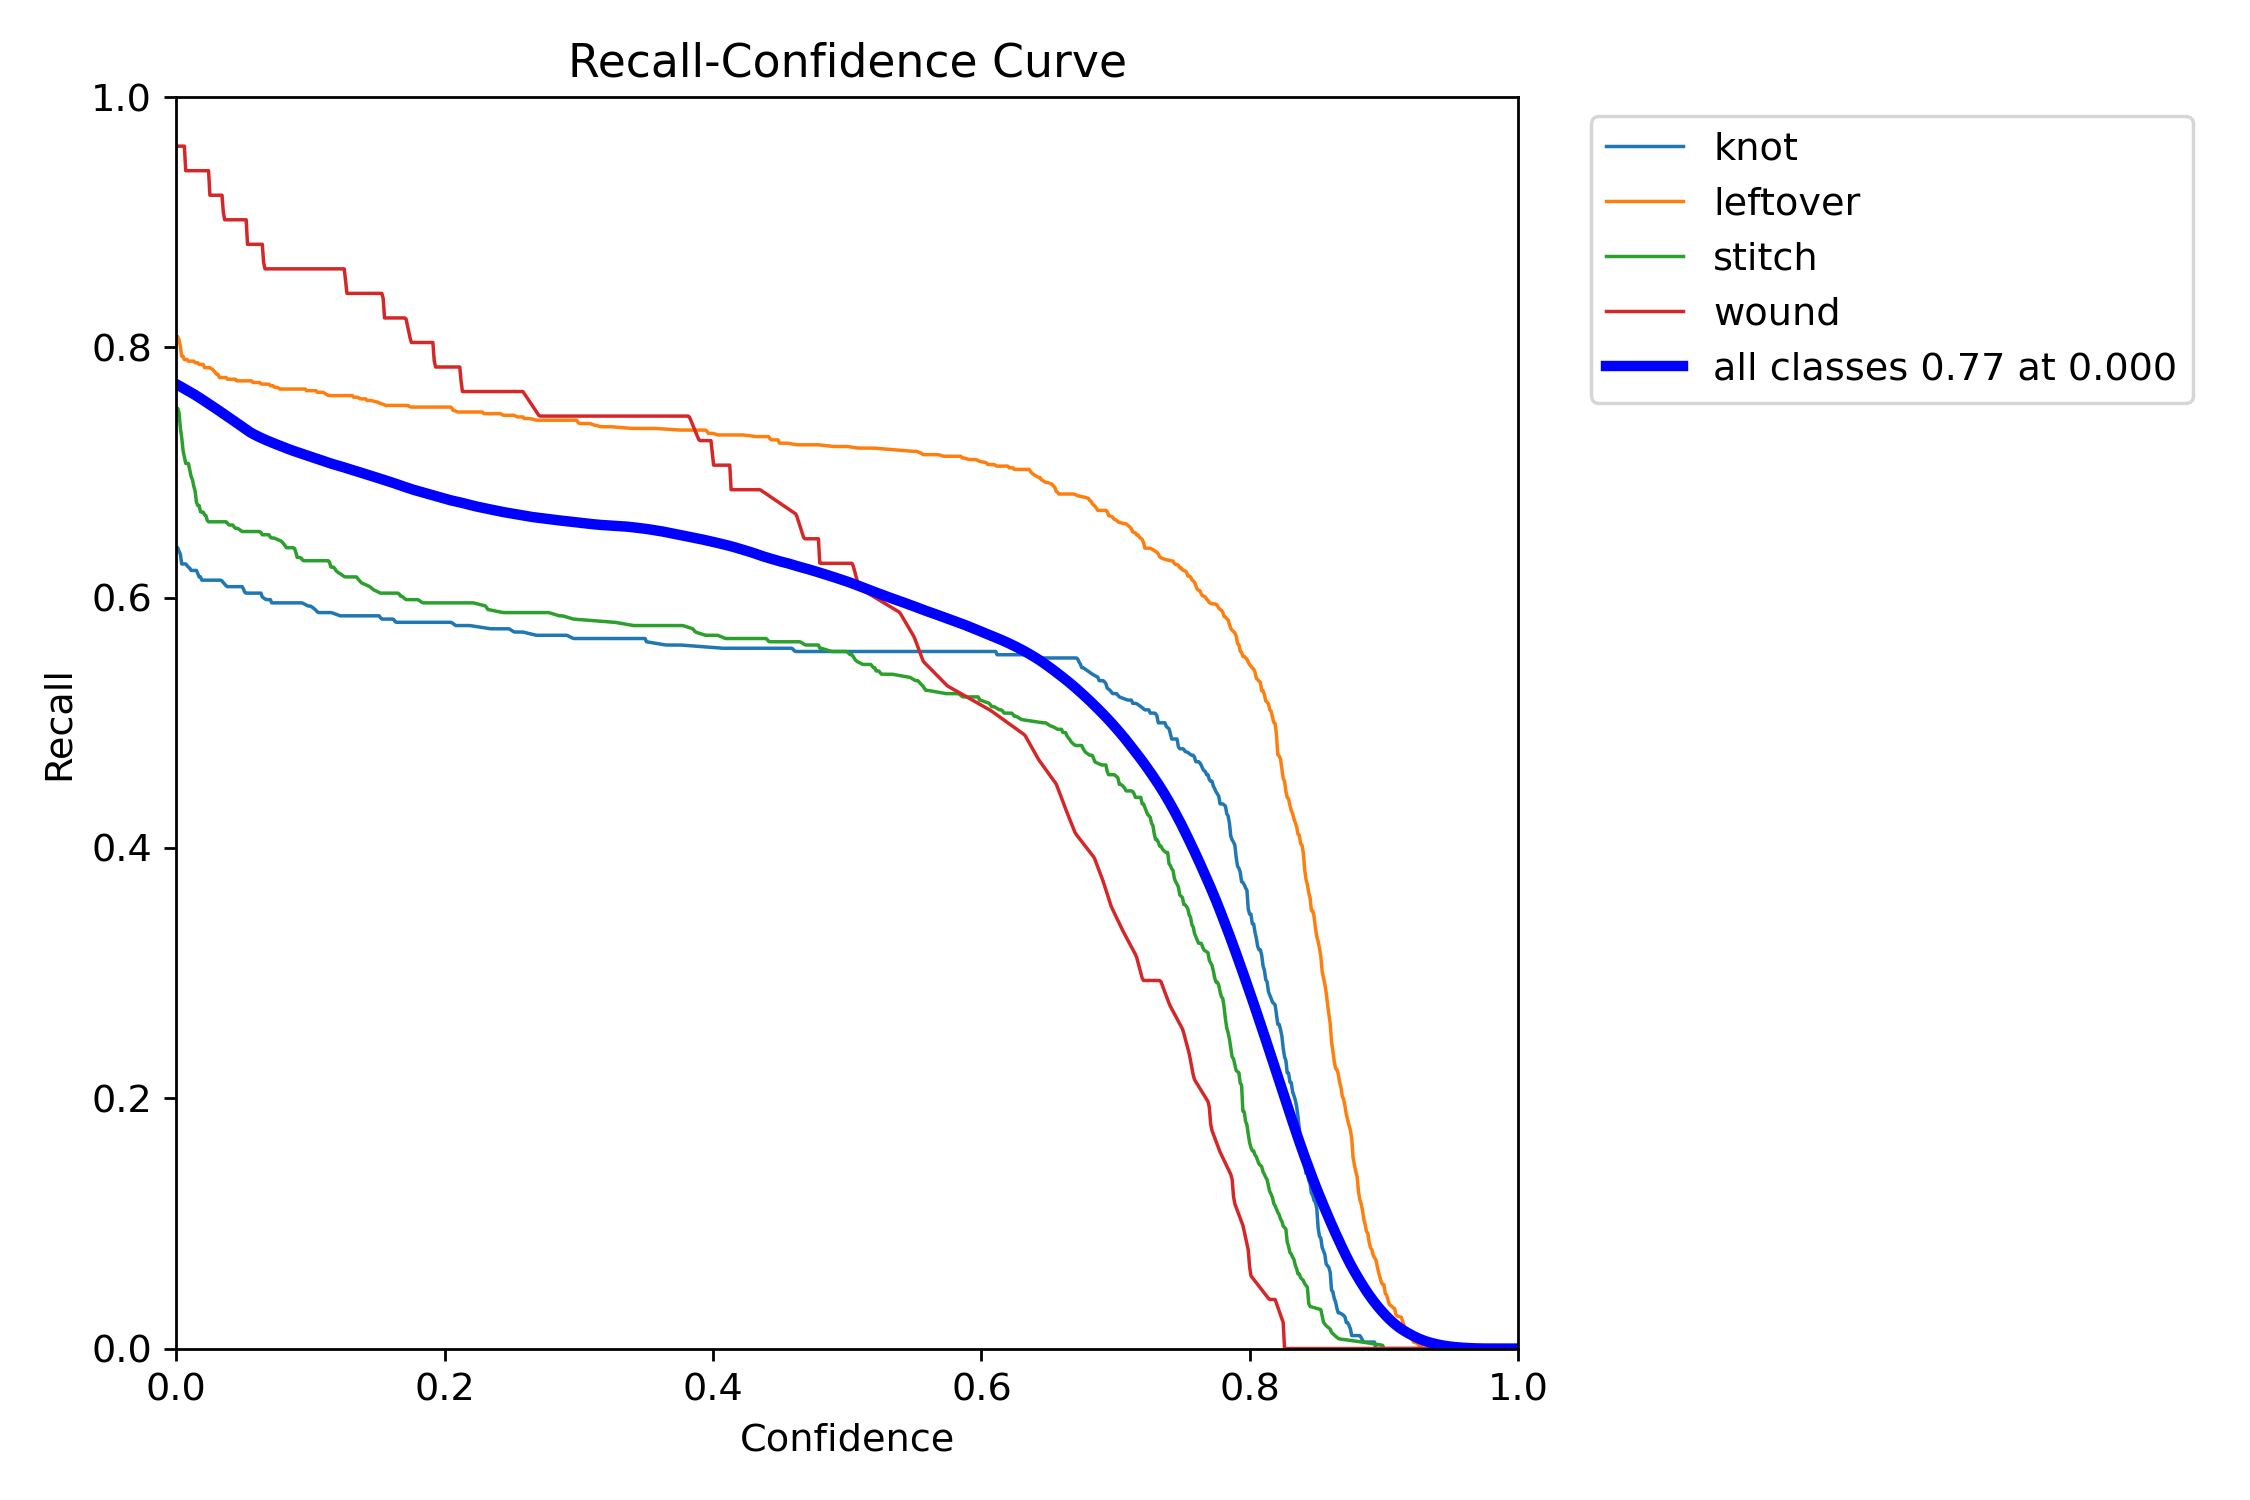 Recall-Confidence Curve
1.0
0.8
0.6
0.4
0.2
0.0
Recall
0.0 0.2 0.4 0.6 0.8 1.0
Confidence
knot
leftover
stitch
wound
all classes 0.77 at 0.000